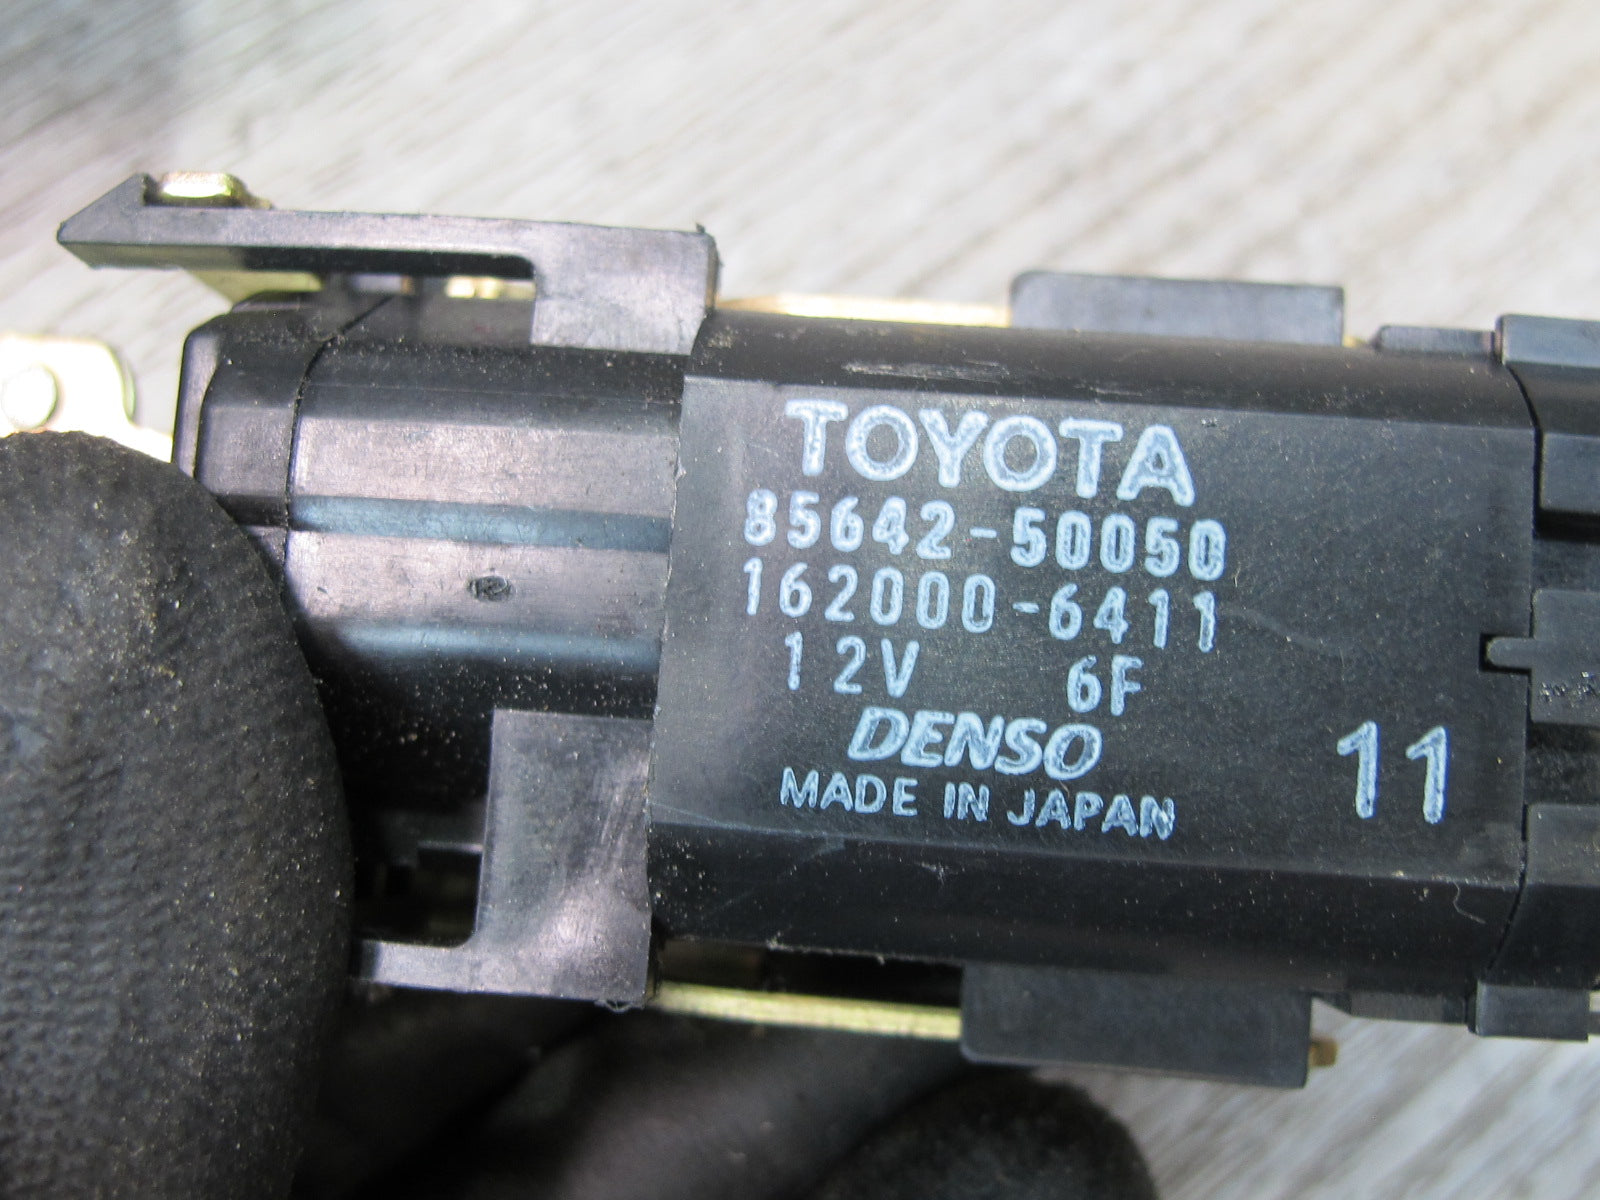 TOYOTA
85642-50050
162000-6411
12V 6F
DENSO
MADE IN JAPAN
11